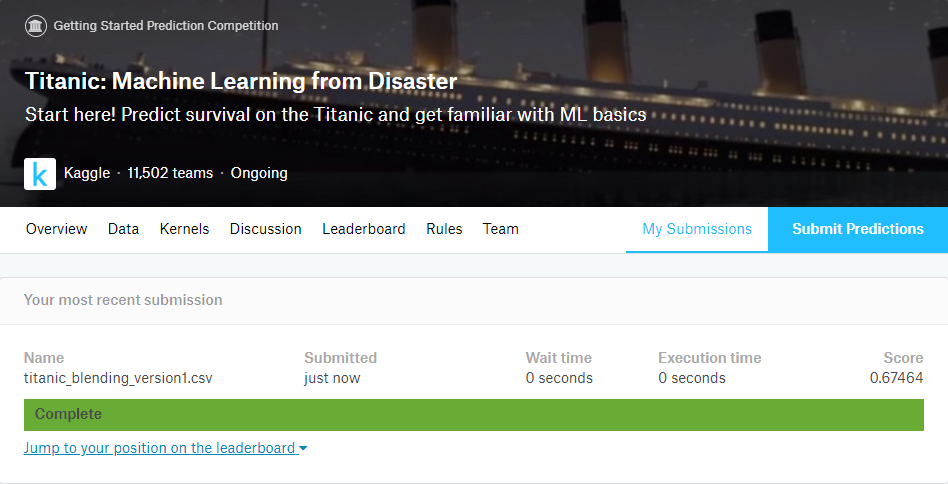 Getting Started Prediction Competition
Titanic: Machine Learning from Disaster
Start here! Predict survival on the Titanic and get familiar with ML basics
k Kaggle · 11,502 teams · Ongoing
Overview Data Kernels Discussion Leaderboard Rules Team My Submissions Submit Predictions
Your most recent submission
Name Submitted Wait time Execution time Score
titanic_blending_version1.csv just now 0 seconds 0 seconds 0.67464
Complete
Jump to your position on the leaderboard